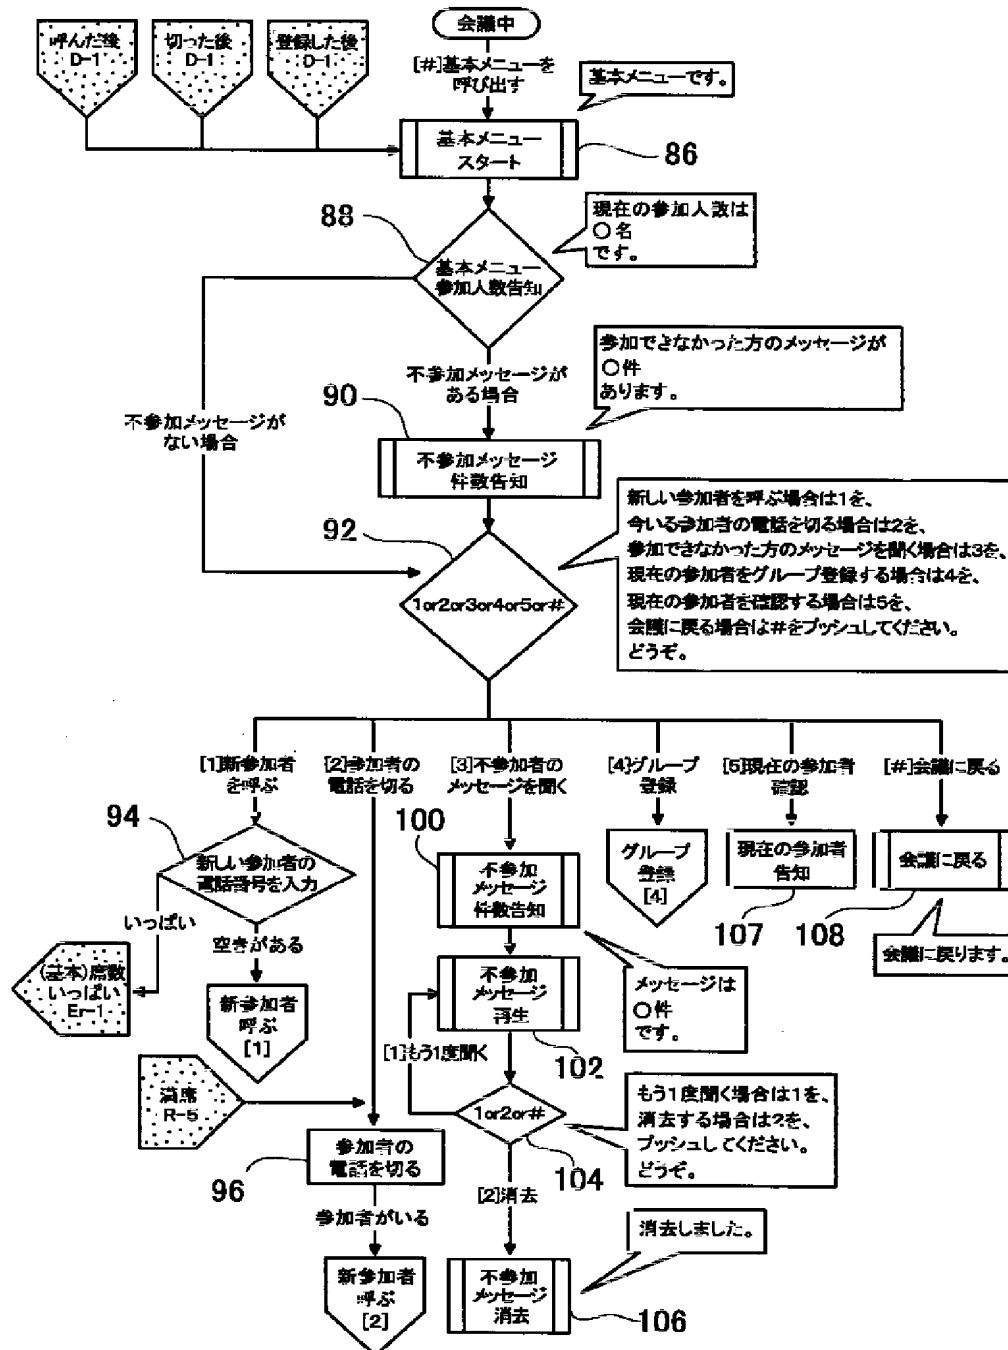 会議中
呼んだ後
D-1
切った後
D-1
登録した後
D-1
[#]基本メニューを
呼び出す
基本メニューです。
基本メニュー
スタート
86
88
現在の参加人数は
○名
です。
基本メニュー
参加人数告知
参加できなかった方のメッセージが
○件
あります。
不参加メッセージが
ある場合
90
不参加メッセージが
ない場合
不参加メッセージ
件数告知
92
新しい参加者を呼ぶ場合は1を、
今いる参加者の電話を切る場合は2を、
参加できなかった方のメッセージを聞く場合は3を、
現在の参加者をグループ登録する場合は4を、
現在の参加者を確認する場合は5を、
会議に戻る場合は#をプッシュしてください。
どうぞ。
1or2or3or4or5or#
[1]新参加者
を呼ぶ
[2]参加者の
電話を切る
[3]不参加者の
メッセージを聞く
[4]グループ
登録
[5]現在の参加者
確認
[#]会議に戻る
94
100
新しい参加者の
電話番号を入力
不参加
メッセージ
件数告知
グループ
登録
[4]
現在の参加者
告知
会議に戻る
107
108
いっぱい
空きがある
会議に戻ります。
(基本)席数
いっぱい
Er-1
新参加者
呼ぶ
[1]
不参加
メッセージ
再生
メッセージは
○件
です。
[1]もう1度聞く
102
満席
R-5
1or2or#
もう1度聞く場合は1を、
消去する場合は2を、
プッシュしてください。
どうぞ。
104
参加者の
電話を切る
96
[2]消去
参加者がいる
消去しました。
新参加者
呼ぶ
[2]
不参加
メッセージ
消去
106